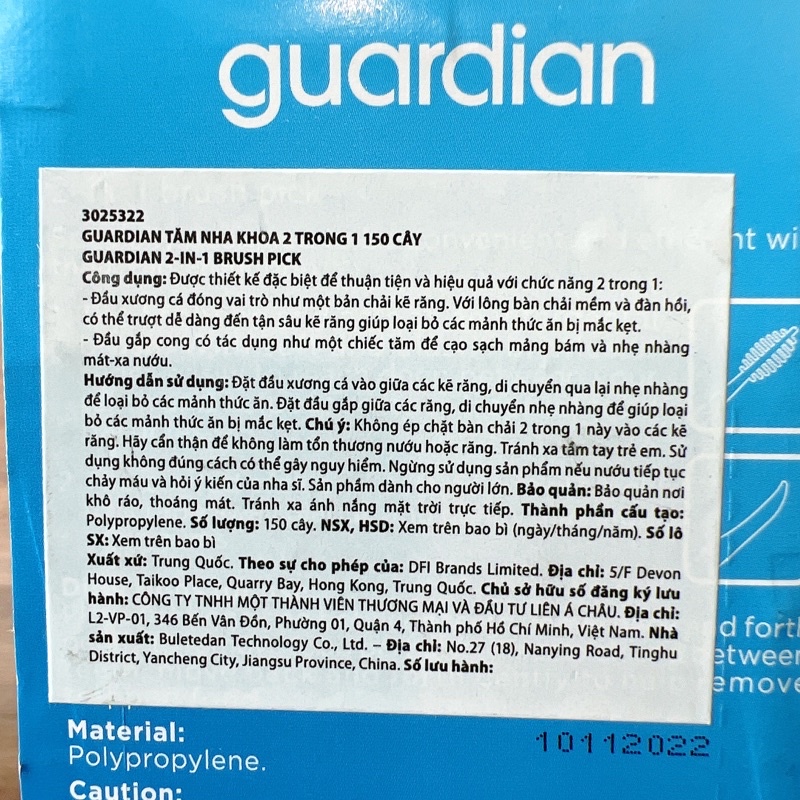 guardian
3025322
GUARDIAN TĂM NHA KHOA 2 TRONG 1 150 CÂY
GUARDIAN 2-IN-1 BRUSH PICK
Công dụng: Được thiết kế đặc biệt để thuận tiện và hiệu quả với chức năng 2 trong 1:
- Đầu xương cá đóng vai trò như một bản chải kẽ răng. Với lông bàn chải mềm và đàn hồi,
có thể trượt dễ dàng đến tận sâu kẽ răng giúp loại bỏ các mảnh thức ăn bị mắc kẹt.
- Đầu gắp cong có tác dụng như một chiếc tăm để cạo sạch mảng bám và nhẹ nhàng
mát-xa nướu.
Hướng dẫn sử dụng: Đặt đầu xương cá vào giữa các kẽ răng, di chuyển qua lại nhẹ nhàng
để loại bỏ các mảnh thức ăn. Đặt đầu gắp giữa các răng, di chuyển nhẹ nhàng để giúp loại
bỏ các mảnh thức ăn bị mắc kẹt. Chú ý: Không ép chặt bàn chải 2 trong 1 này vào các kẽ
răng. Hãy cẩn thận để không làm tổn thương nướu hoặc răng. Tránh xa tầm tay trẻ em. Sử
dụng không đúng cách có thể gây nguy hiểm. Ngừng sử dụng sản phẩm nếu nướu tiếp tục
chảy máu và hỏi ý kiến của nha sĩ. Sản phẩm dành cho người lớn. Bảo quản: Bảo quản nơi
khô ráo, thoáng mát. Tránh xa ánh nắng mặt trời trực tiếp. Thành phần cấu tạo:
Polypropylene. Số lượng: 150 cây. NSX, HSD: Xem trên bao bì (ngày/tháng/năm). Số lô
SX: Xem trên bao bì
Xuất xứ: Trung Quốc. Theo sự cho phép của: DFI Brands Limited. Địa chỉ: 5/F Devon
House, Taikoo Place, Quarry Bay, Hong Kong, Trung Quốc. Chủ sở hữu số đăng ký lưu
hành: CÔNG TY TNHH MỘT THÀNH VIÊN THƯƠNG MẠI VÀ ĐẦU TƯ LIÊN Á CHÂU. Địa chỉ:
L2-VP-01, 346 Bến Vân Đồn, Phường 01, Quận 4, Thành phố Hồ Chí Minh, Việt Nam. Nhà
sản xuất: Buletedan Technology Co., Ltd. – Địa chỉ: No.27 (18), Nanying Road, Tinghu
District, Yancheng City, Jiangsu Province, China. Số lưu hành:
Material:
Polypropylene.
10112022
Caution: